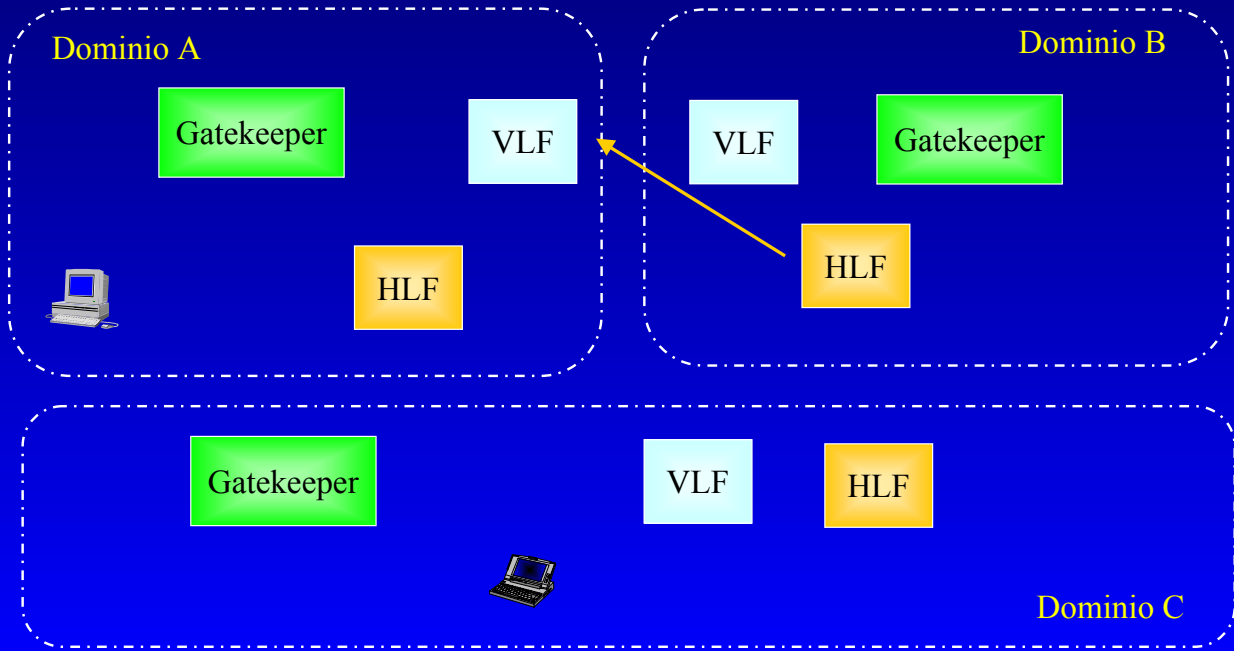 Dominio A
Dominio B
Gatekeeper
VLF
VLF
Gatekeeper
HLF
HLF
Gatekeeper
VLF
HLF
Dominio C